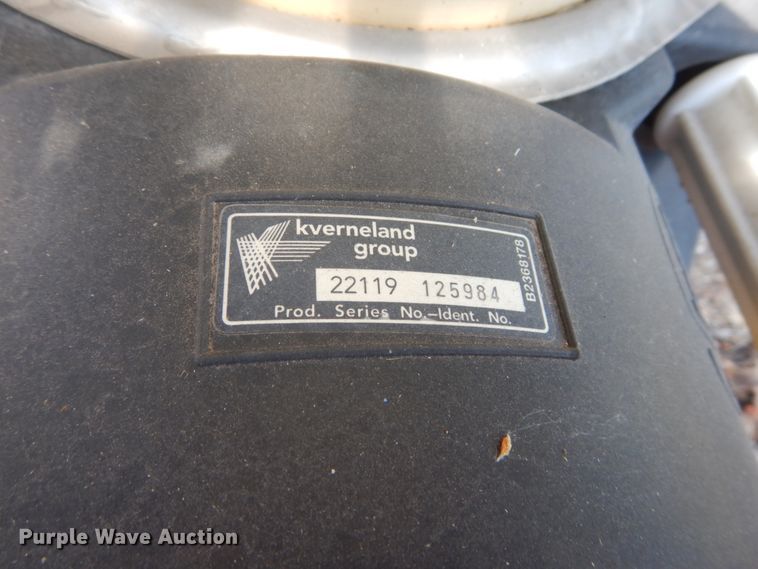 kverneland
group
22119 125984
Prod. Series No.–Ident. No.
B2368178
Purple Wave Auction